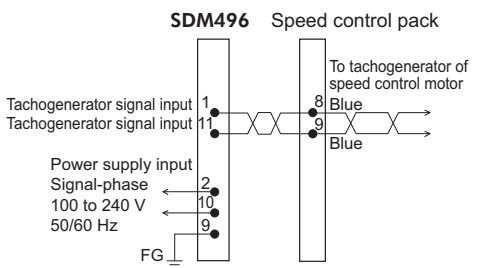 SDM496 Speed control pack
To tachogenerator of
speed control motor
Tachogenerator signal input 1 8 Blue
Tachogenerator signal input 11 9
Blue
Power supply input
Signal-phase 2
100 to 240 V 10
50/60 Hz 9
FG